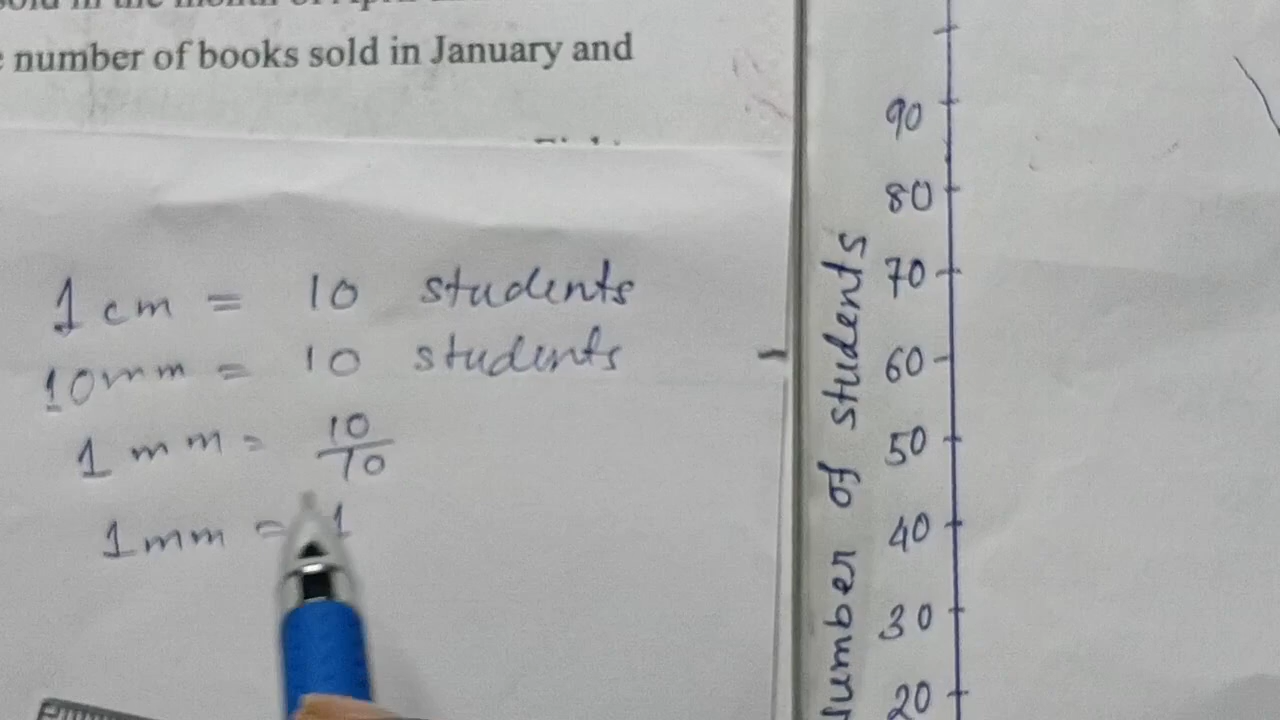 number of books sold in January and
1 cm = 10 students
10 mm = 10 students
1 mm = 10/10
1 mm = 1
90
80
70
60
50
40
30
20
of students